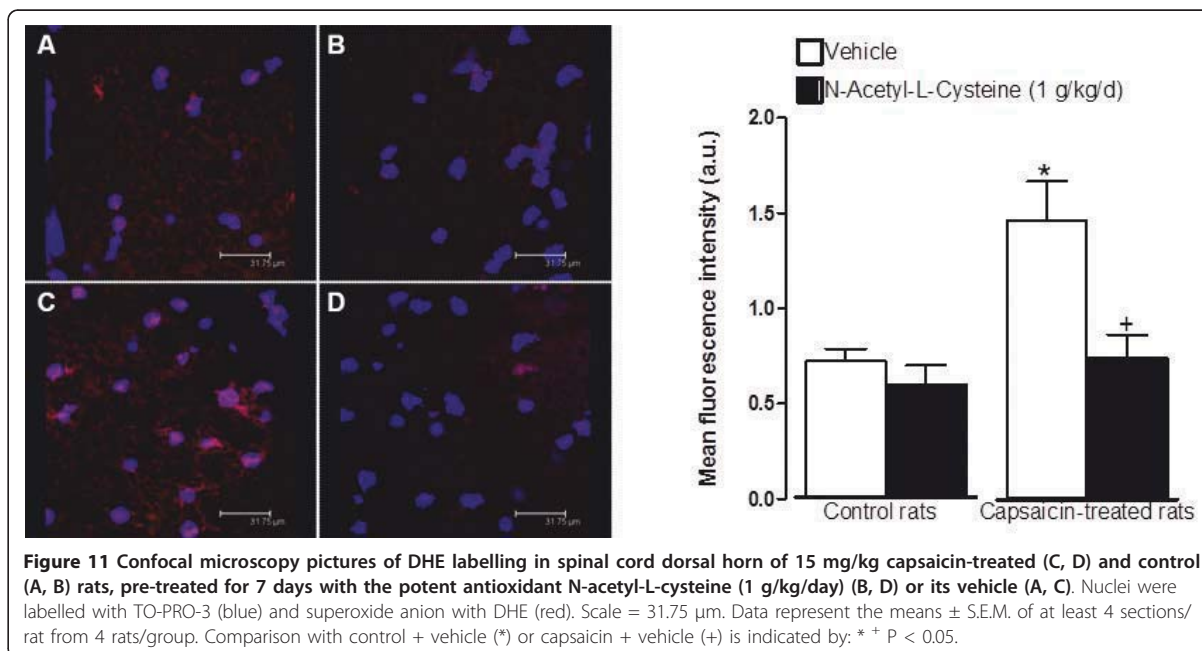 A
B
31.75 µm
31.75 µm
C
D
31.75 µm
31.75 µm
Vehicle
N-Acetyl-L-Cysteine (1 g/kg/d)
Mean fluorescence intensity (a.u.)
2.0
1.5
1.0
0.5
0.0
*
+
Control rats
Capsaicin-treated rats
Figure 11 Confocal microscopy pictures of DHE labelling in spinal cord dorsal horn of 15 mg/kg capsaicin-treated (C, D) and control
(A, B) rats, pre-treated for 7 days with the potent antioxidant N-acetyl-L-cysteine (1 g/kg/day) (B, D) or its vehicle (A, C). Nuclei were
labelled with TO-PRO-3 (blue) and superoxide anion with DHE (red). Scale = 31.75 μm. Data represent the means ± S.E.M. of at least 4 sections/
rat from 4 rats/group. Comparison with control + vehicle (*) or capsaicin + vehicle (+) is indicated by: * + P < 0.05.